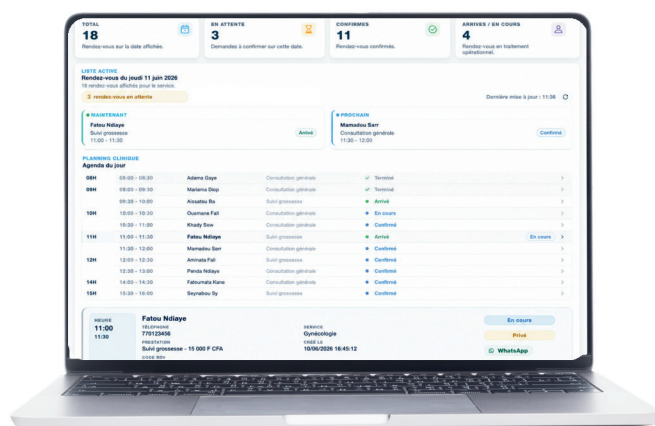 TOTAL
18
Rendez-vous sur la date affichée.
EN ATTENTE
3
Demandes à confirmer sur cette date.
CONFIRMES
11
Rendez-vous confirmés.
ARRIVES / EN COURS
4
Rendez-vous en traitement opérationnel.
LISTE ACTIVE
Rendez-vous du jeudi 11 juin 2026
18 rendez-vous affichés pour le service.
3 rendez-vous en attente
Dernière mise à jour : 11:36
MAINTENANT
Fatou Ndiaye
Suivi grossesse
11:00 - 11:30
Arrivé
PROCHAIN
Mamadou Sarr
Consultation générale
11:30 - 12:00
Confirmé
PLANNING CLINIQUE
Agenda du jour
08H 08:00 - 08:30 Adama Gaye Consultation générale Terminé
09H 09:00 - 09:30 Mariama Diop Consultation générale Terminé
09:30 - 10:00 Aissatou Ba Suivi grossesse Arrivé
10H 10:00 - 10:30 Ousmane Fall Consultation générale En cours
10:30 - 11:00 Khady Sow Consultation générale Confirmé
11H 11:00 - 11:30 Fatou Ndiaye Suivi grossesse Arrivé En cours
11:30 - 12:00 Mamadou Sarr Consultation générale Confirmé
12H 12:00 - 12:30 Aminata Fall Suivi grossesse Confirmé
12:30 - 13:00 Penda Ndiaye Consultation générale Confirmé
14H 14:00 - 14:30 Fatoumata Kane Consultation générale Confirmé
15H 15:30 - 16:00 Seynabou Sy Suivi grossesse Confirmé
HEURE
11:00
11:30
Fatou Ndiaye
TÉLÉPHONE
770123456
SERVICE
Gynécologie
PRESTATION
Suivi grossesse - 15 000 F CFA
CRÉÉ LE
10/06/2026 16:45:12
CODE RDV
En cours
Privé
WhatsApp